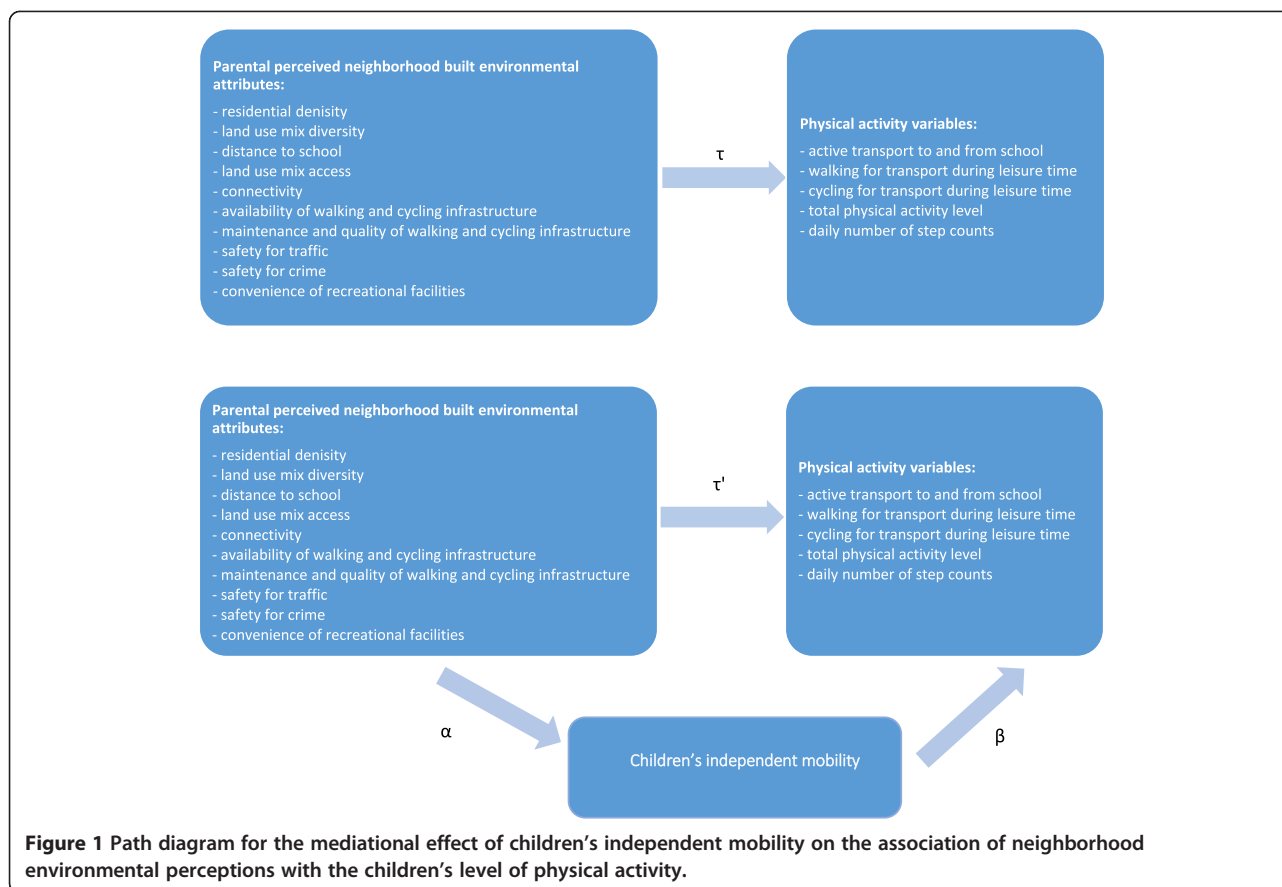 Parental perceived neighborhood built environmental
attributes:
- residential denisity
- land use mix diversity
- distance to school
- land use mix access
- connectivity
- availability of walking and cycling infrastructure
- maintenance and quality of walking and cycling infrastructure
- safety for traffic
- safety for crime
- convenience of recreational facilities
τ
Physical activity variables:
- active transport to and from school
- walking for transport during leisure time
- cycling for transport during leisure time
- total physical activity level
- daily number of step counts
Parental perceived neighborhood built environmental
attributes:
- residential denisity
- land use mix diversity
- distance to school
- land use mix access
- connectivity
- availability of walking and cycling infrastructure
- maintenance and quality of walking and cycling infrastructure
- safety for traffic
- safety for crime
- convenience of recreational facilities
τ'
Physical activity variables:
- active transport to and from school
- walking for transport during leisure time
- cycling for transport during leisure time
- total physical activity level
- daily number of step counts
α
Children's independent mobility
β
Figure 1 Path diagram for the mediational effect of children's independent mobility on the association of neighborhood
environmental perceptions with the children's level of physical activity.